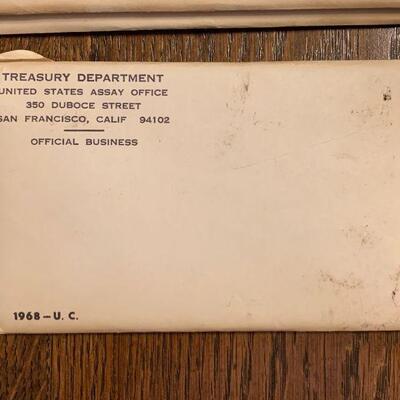 TREASURY DEPARTMENT
UNITED STATES ASSAY OFFICE
350 DUBOCE STREET
SAN FRANCISCO, CALIF 94102
OFFICIAL BUSINESS
1968 – U. C.